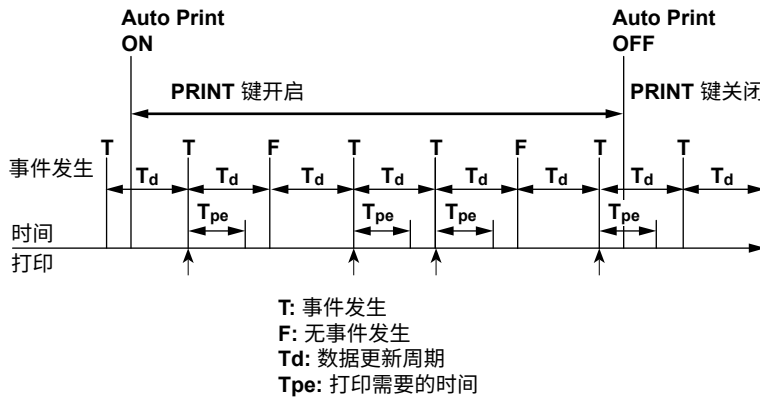 Auto Print
ON
Auto Print
OFF
PRINT 键开启
PRINT 键关闭
T T F T T F T T
事件发生
Td Td Td Td Td Td Td Td
Tpe Tpe Tpe Tpe
时间
打印
T: 事件发生
F: 无事件发生
Td: 数据更新周期
Tpe: 打印需要的时间